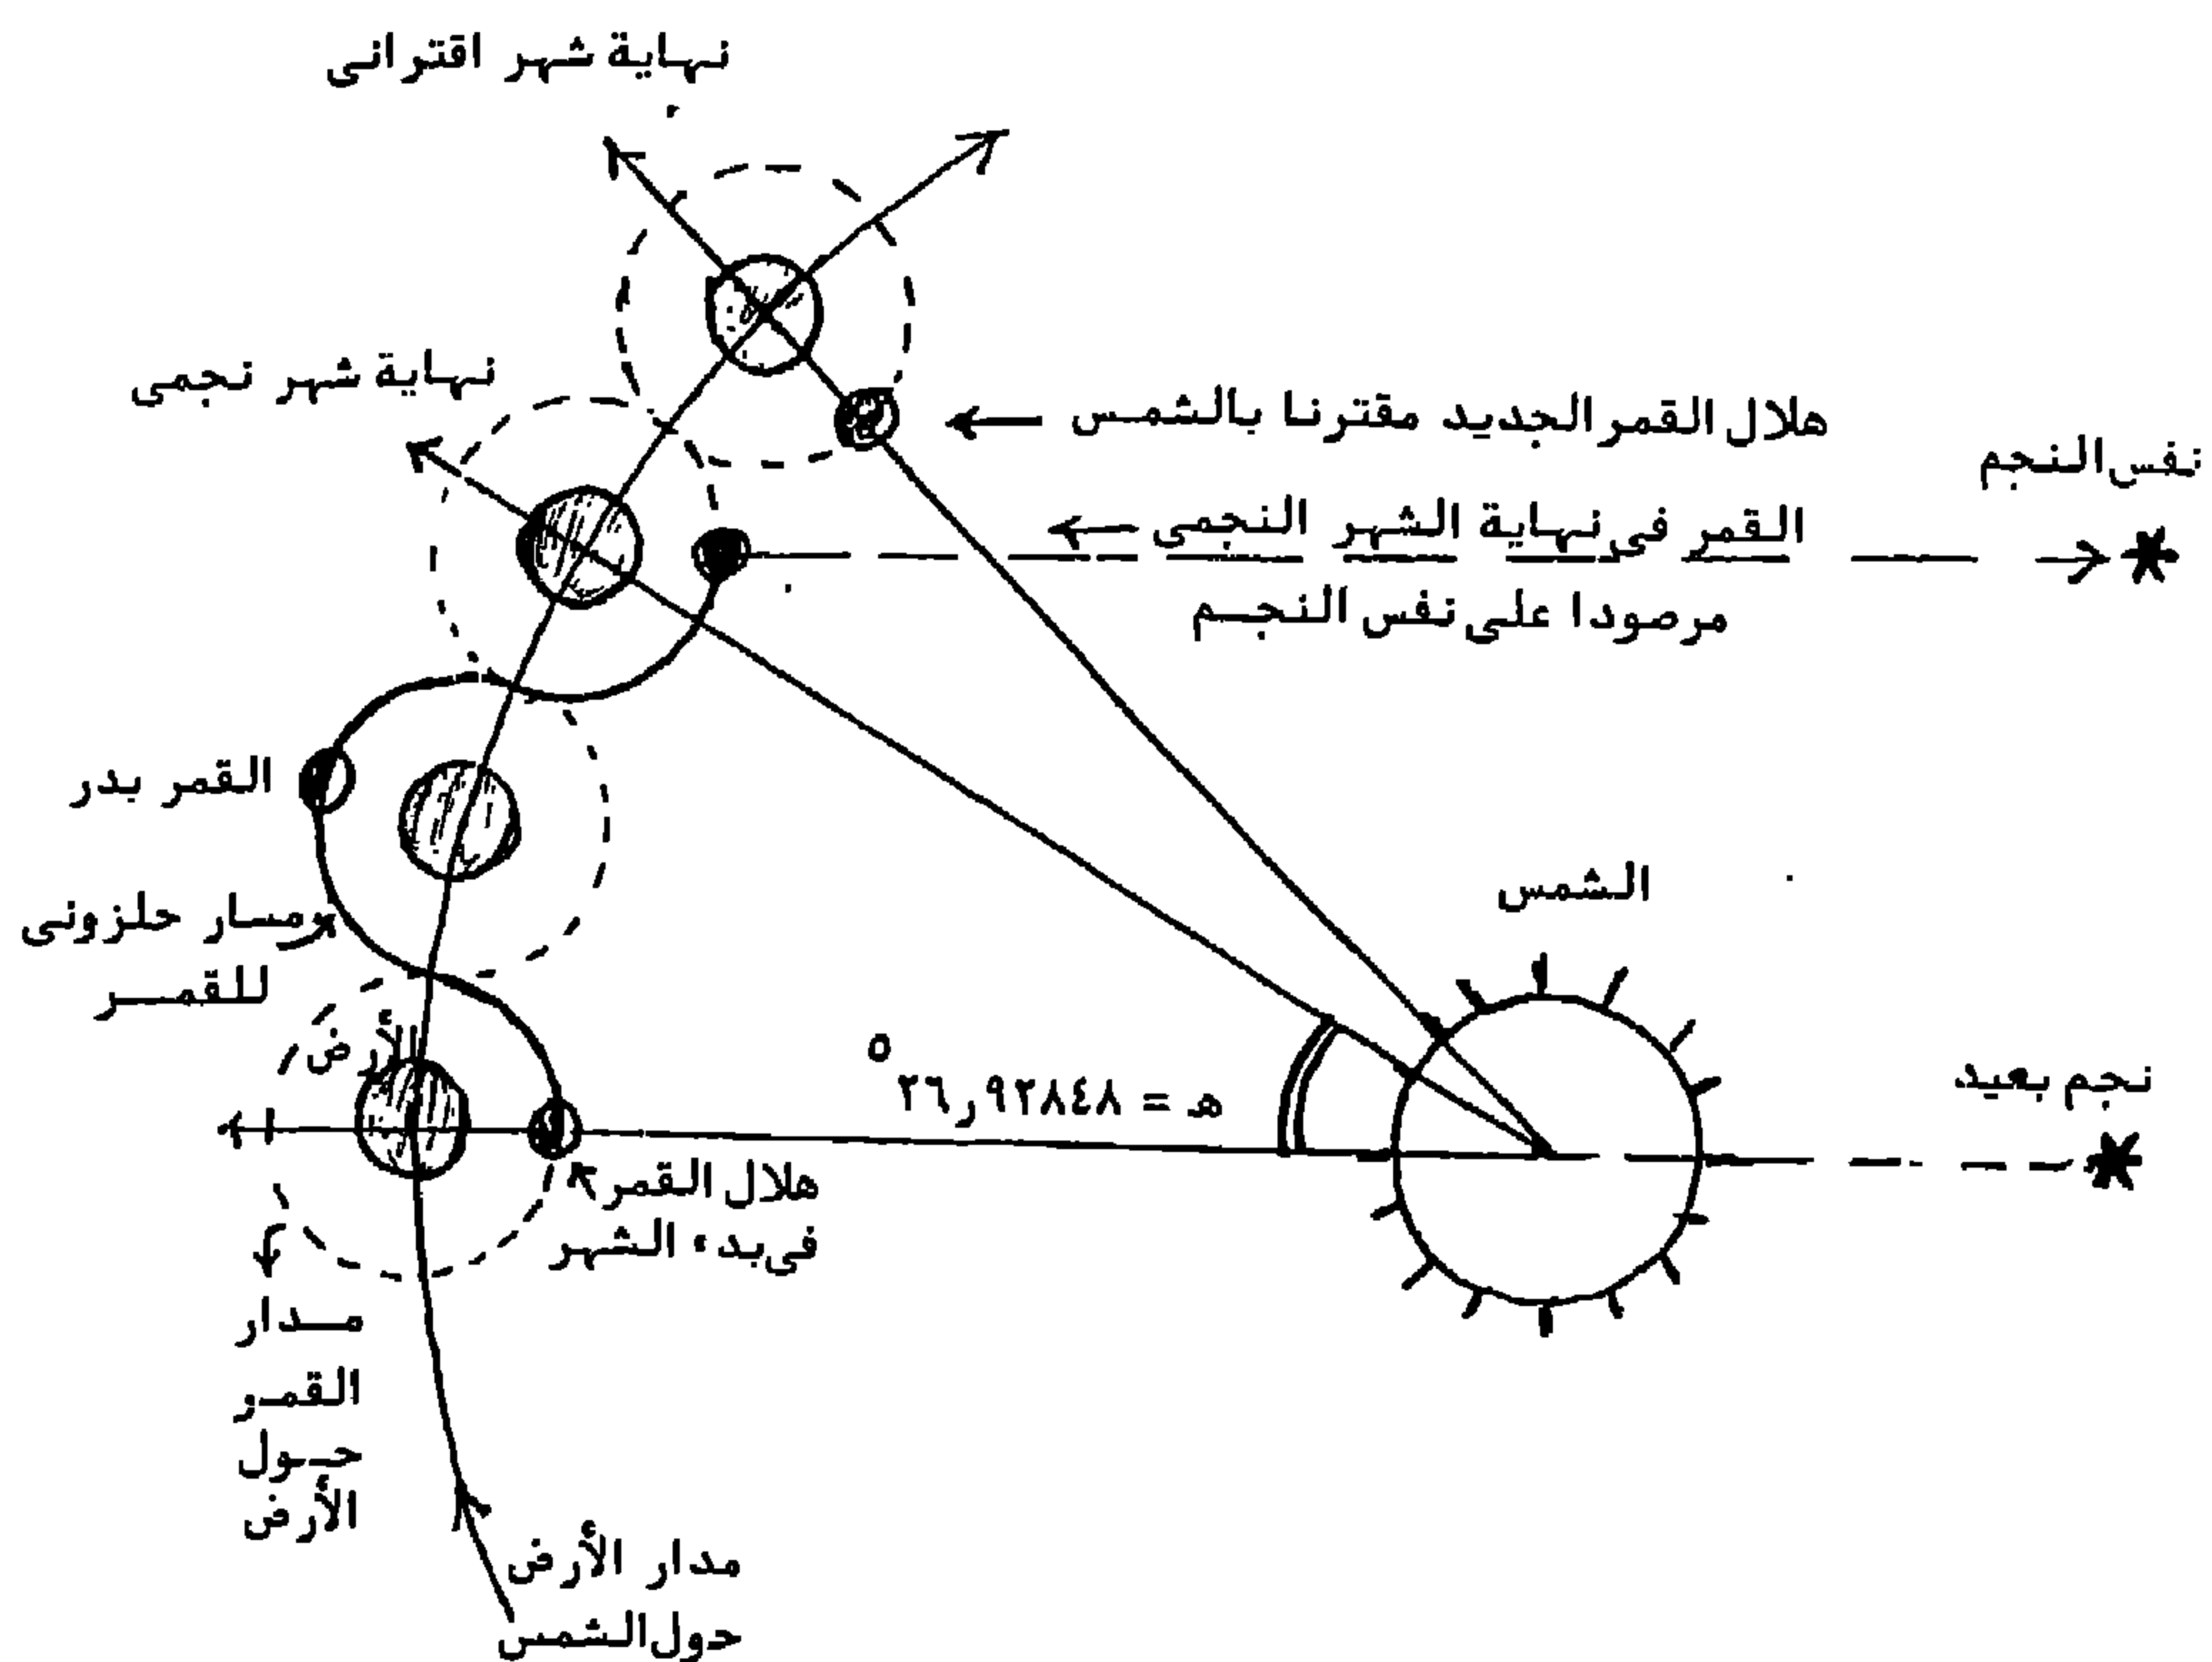 نهاية شهر اقترانى
نهاية شهر نجمى
هلال القمر الجديد مقترنا بالشمس
نفس النجم
القمر فى نهاية الشهر النجمى
مرصودا على نفس النجم
القمر بدر
مسار حلزونى
للقمر
الشمس
الأرض
هـ = ٢٦,٩٢٨٤٨°
نجم بعيد
هلال القمر
فى بدء الشهر
مدار
القمر
حول
الأرض
مدار الأرض
حول الشمس